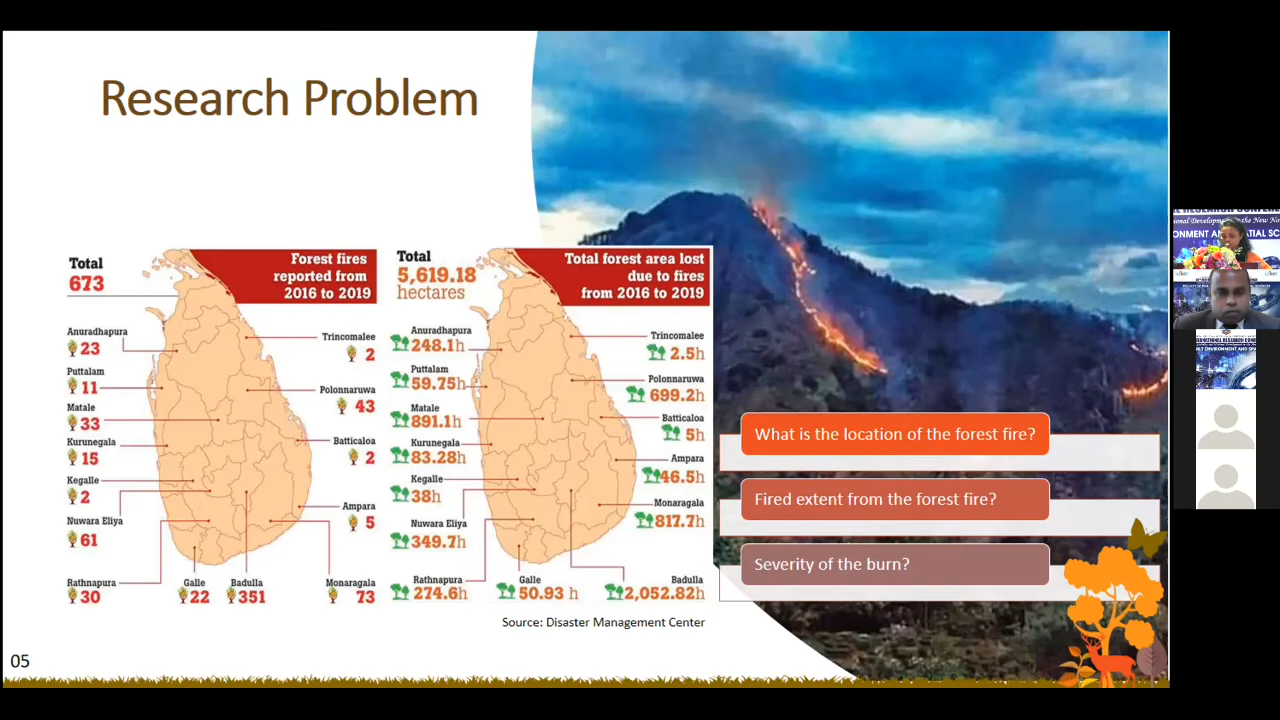 Research Problem
Total
673
Forest fires
reported from
2016 to 2019
Anuradhapura
23
Puttalam
11
Matale
33
Kurunegala
15
Kegalle
2
Nuwara Eliya
61
Rathnapura
30
Galle
22
Badulla
351
Monaragala
73
Ampara
5
Batticaloa
2
Polonnaruwa
43
Trincomalee
2
Total
5,619.18
hectares
Total forest area lost
due to fires
from 2016 to 2019
Anuradhapura
248.1h
Puttalam
59.75h
Matale
891.1h
Kurunegala
83.28h
Kegalle
38h
Nuwara Eliya
349.7h
Rathnapura
274.6h
Galle
50.93 h
Badulla
2,052.82h
Monaragala
817.7h
Ampara
46.5h
Batticaloa
5h
Polonnaruwa
699.2h
Trincomalee
2.5h
Source: Disaster Management Center
What is the location of the forest fire?
Fired extent from the forest fire?
Severity of the burn?
05